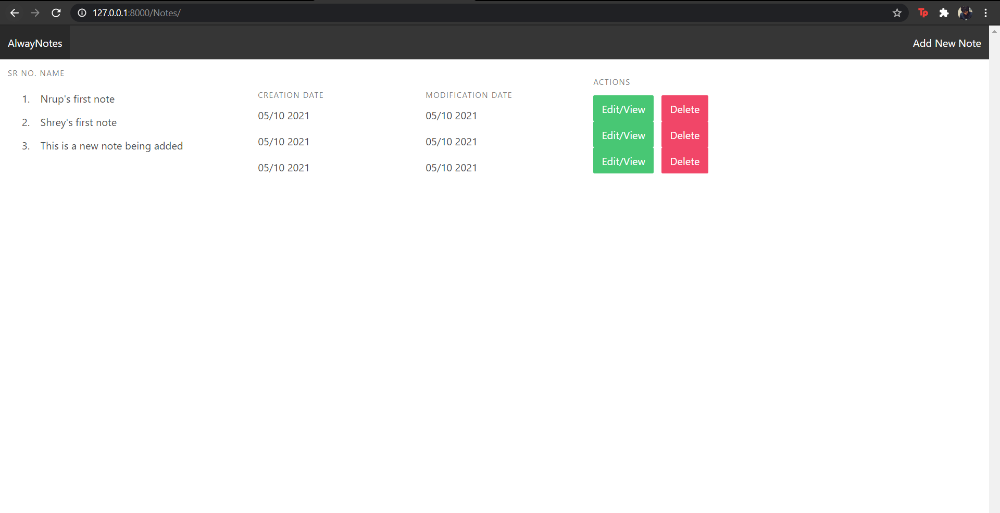 127.0.0.1:8000/Notes/
Tp
AlwayNotes
Add New Note
SR NO. NAME
1. Nrup's first note
2. Shrey's first note
3. This is a new note being added
CREATION DATE
05/10 2021
05/10 2021
05/10 2021
MODIFICATION DATE
05/10 2021
05/10 2021
05/10 2021
ACTIONS
Edit/View Delete
Edit/View Delete
Edit/View Delete